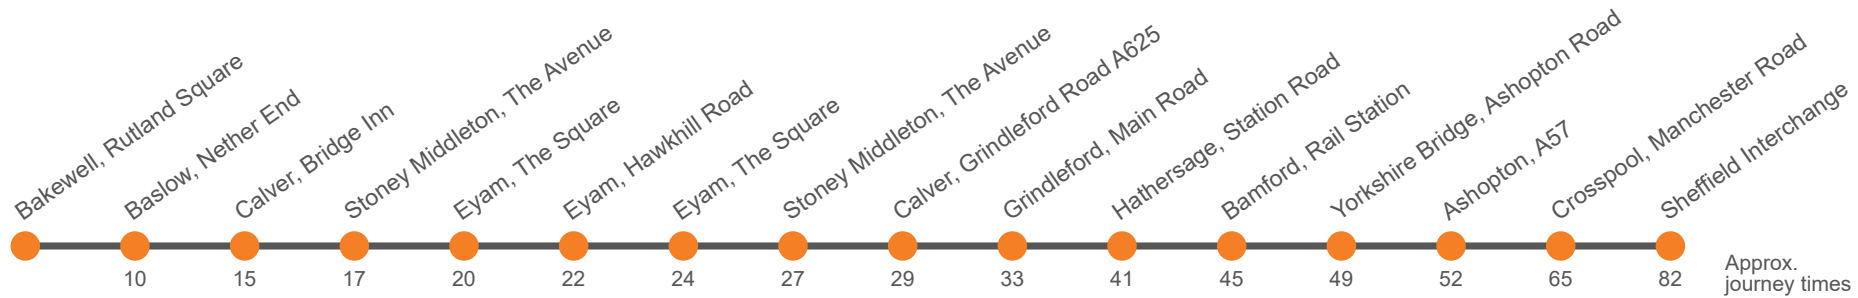 Bakewell, Rutland Square
Baslow, Nether End
Calver, Bridge Inn
Stoney Middleton, The Avenue
Eyam, The Square
Eyam, Hawkhill Road
Eyam, The Square
Stoney Middleton, The Avenue
Calver, Grindleford Road A625
Grindleford, Main Road
Hathersage, Station Road
Bamford, Rail Station
Yorkshire Bridge, Ashopton Road
Ashopton, A57
Crosspool, Manchester Road
Sheffield Interchange
10 15 17 20 22 24 27 29 33 41 45 49 52 65 82
Approx.
journey times